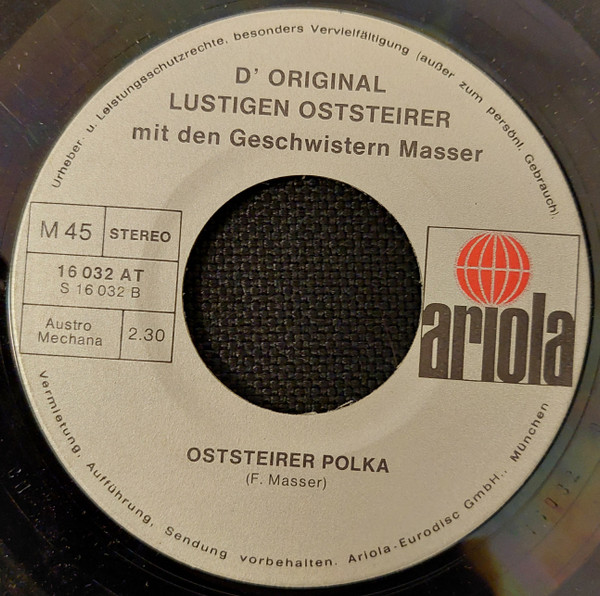 Urheber u. Leistungsschutzrechte, besonders Vervielfältigung (außer zum persönl. Gebrauch),
D' ORIGINAL
LUSTIGEN OSTSTEIRER
mit den Geschwistern Masser
M 45
STEREO
16 032 AT
S 16 032 B
Austro
Mechana
2.30
ariola
OSTSTEIRER POLKA
(F. Masser)
Vermietung, Aufführung, Sendung vorbehalten. Ariola-Eurodisc GmbH., München